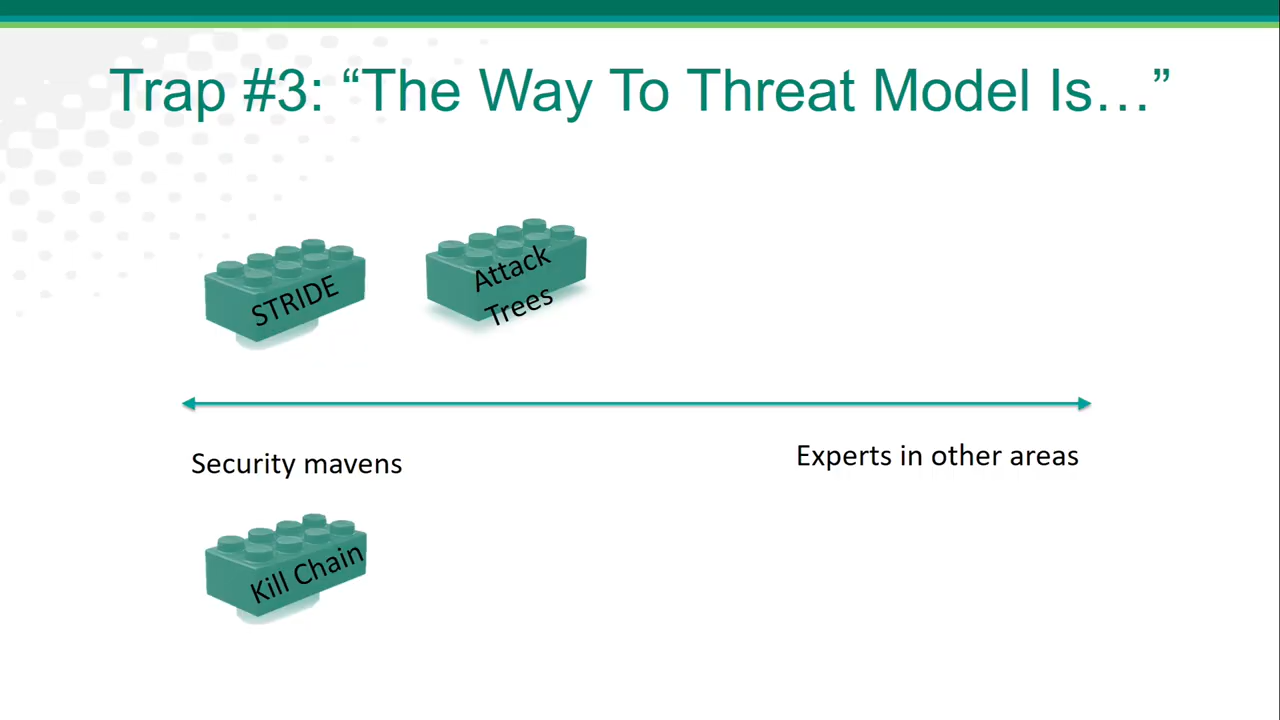 Trap #3: “The Way To Threat Model Is…”
STRIDE
Attack
Trees
Security mavens
Experts in other areas
Kill Chain